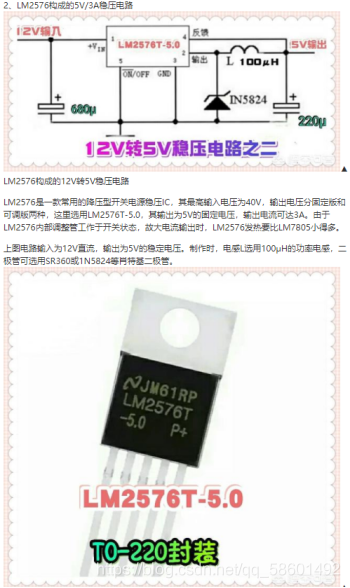 2、LM2576构成的5V/3A稳压电路
12V输入
+VIN
1
LM2576T-5.0
4
反馈
2
输出
L 100μH
5V输出
ON/OFF GND
5
3
+
680μ
IN5824
+
220μ
12V转5V稳压电路之二
LM2576构成的12V转5V稳压电路
LM2576是一款常用的降压型开关电源稳压IC，其最高输入电压为40V，输出电压分固定版和
可调版两种，这里选用LM2576T-5.0，其输出为5V的固定电压，输出电流可达3A。由于
LM2576内部调整管工作于开关状态，故大电流输出时，LM2576发热要比LM7805小得多。
上图电路输入为12V直流，输出为5V的稳定电压。制作时，电感L选用100μH的功率电感，二
极管可选用SR360或1N5824等肖特基二极管。
JM61RP
LM2576T
-5.0 P+
LM2576T-5.0
TO-220封装
https://blog.csdn.net/qq_58601492